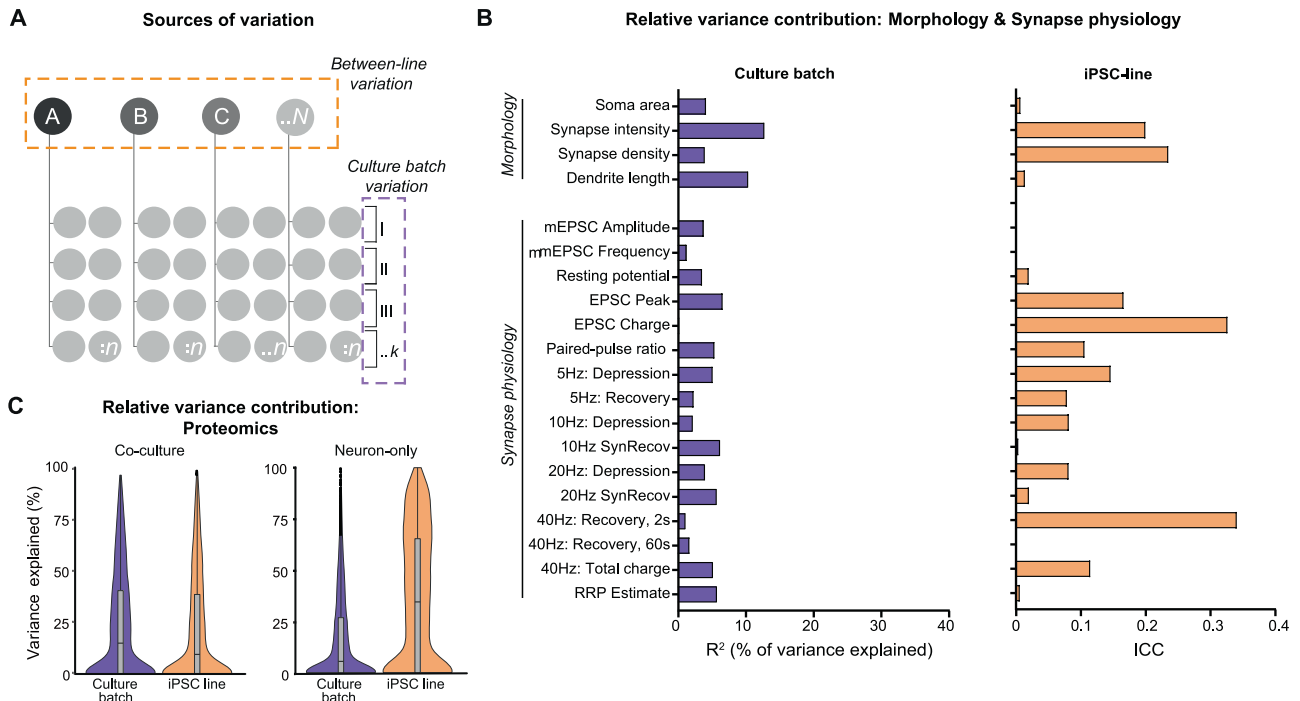 A
Sources of variation
Between-line
variation
A
B
C
..N
Culture batch
variation
I
II
III
..k
:n
:n
..n
:n
B
Relative variance contribution: Morphology & Synapse physiology
Culture batch
iPSC-line
Morphology
Soma area
Synapse intensity
Synapse density
Dendrite length
Synapse physiology
mEPSC Amplitude
mmEPSC Frequency
Resting potential
EPSC Peak
EPSC Charge
Paired-pulse ratio
5Hz: Depression
5Hz: Recovery
10Hz: Depression
10Hz SynRecov
20Hz: Depression
20Hz SynRecov
40Hz: Recovery, 2s
40Hz: Recovery, 60s
40Hz: Total charge
RRP Estimate
0 10 20 30 40
R² (% of variance explained)
0 0.1 0.2 0.3 0.4
ICC
C
Relative variance contribution:
Proteomics
Co-culture
Neuron-only
Variance explained (%)
100
75
50
25
0
Culture
batch
iPSC line
100
75
50
25
0
Culture
batch
iPSC line